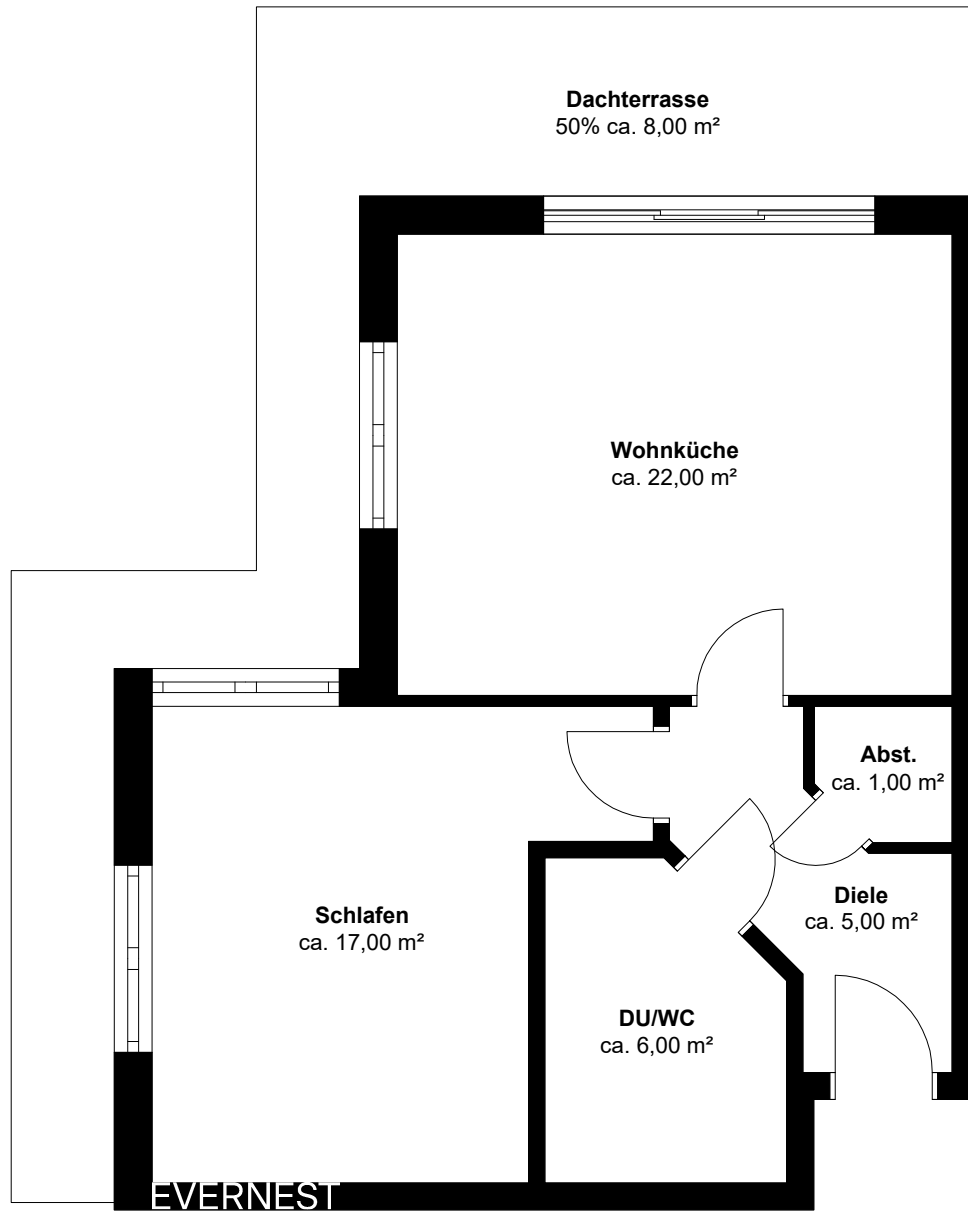 Dachterrasse
50% ca. 8,00 m²
Wohnküche
ca. 22,00 m²
Abst.
ca. 1,00 m²
Diele
ca. 5,00 m²
Schlafen
ca. 17,00 m²
DU/WC
ca. 6,00 m²
EVERNEST